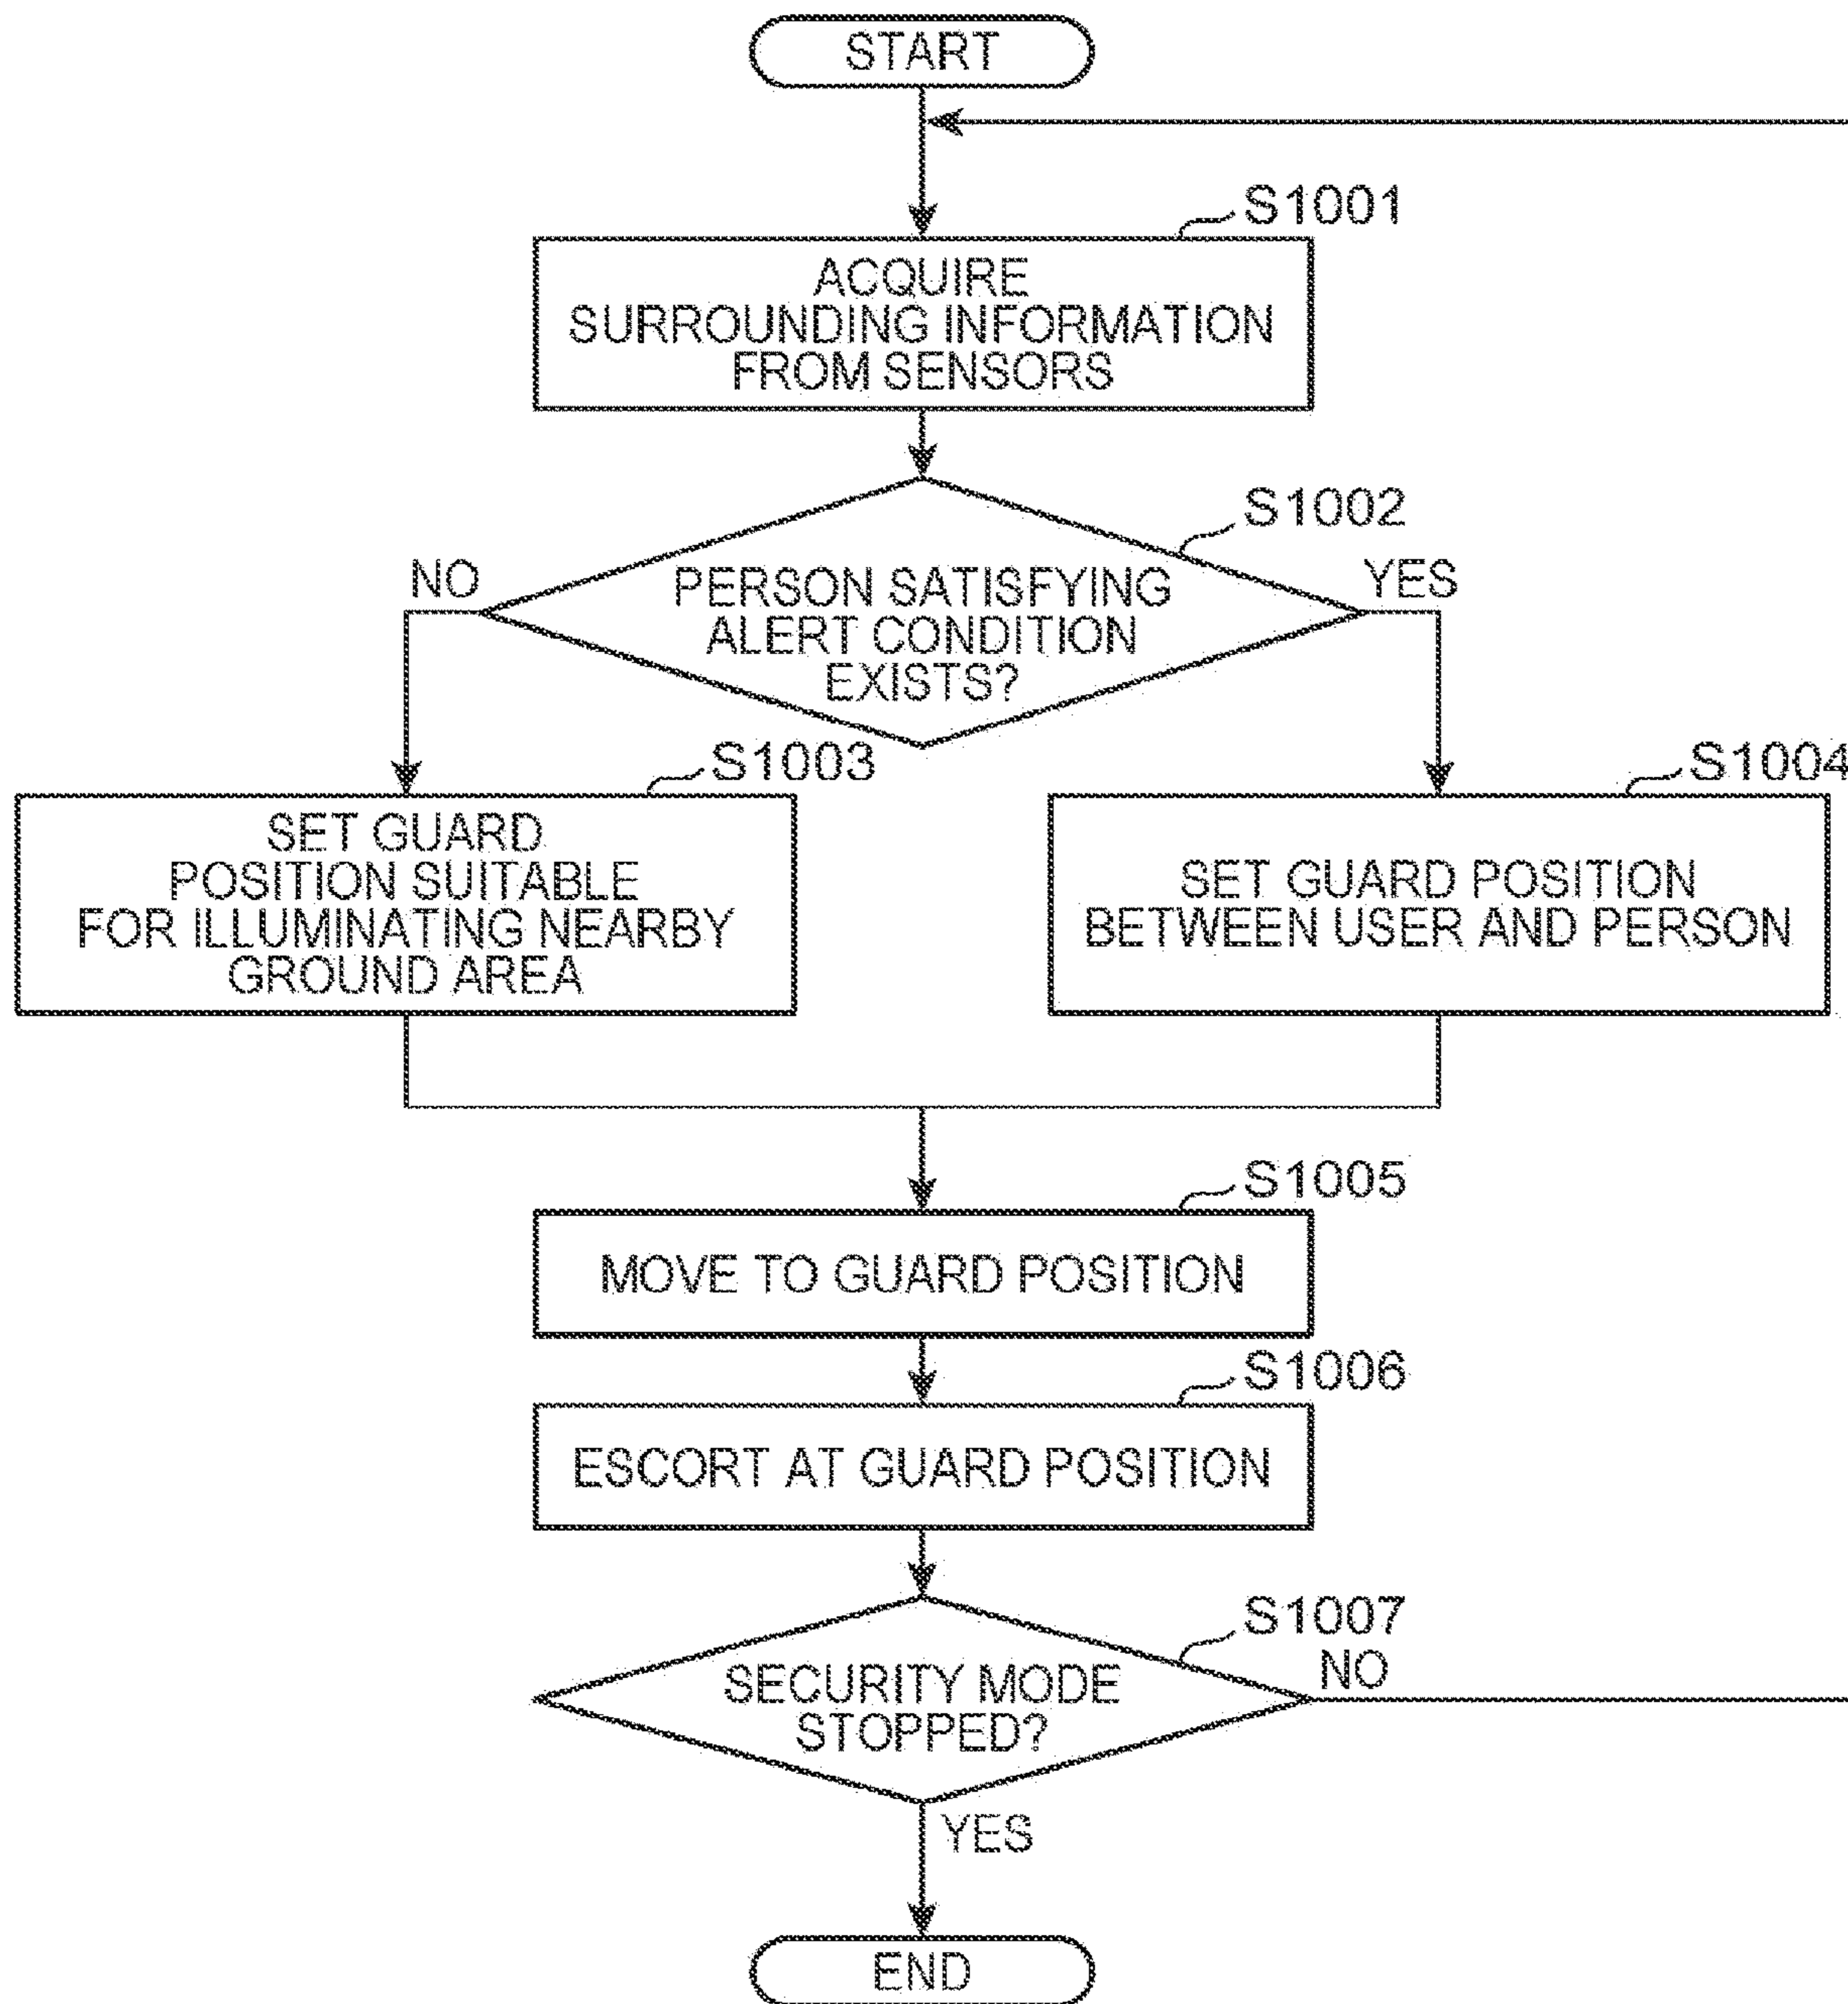 START
S1001
ACQUIRE
SURROUNDING INFORMATION
FROM SENSORS
S1002
NO
YES
PERSON SATISFYING
ALERT CONDITION
EXISTS?
S1003
SET GUARD
POSITION SUITABLE
FOR ILLUMINATING NEARBY
GROUND AREA
S1004
SET GUARD POSITION
BETWEEN USER AND PERSON
S1005
MOVE TO GUARD POSITION
S1006
ESCORT AT GUARD POSITION
S1007
NO
SECURITY MODE
STOPPED?
YES
END